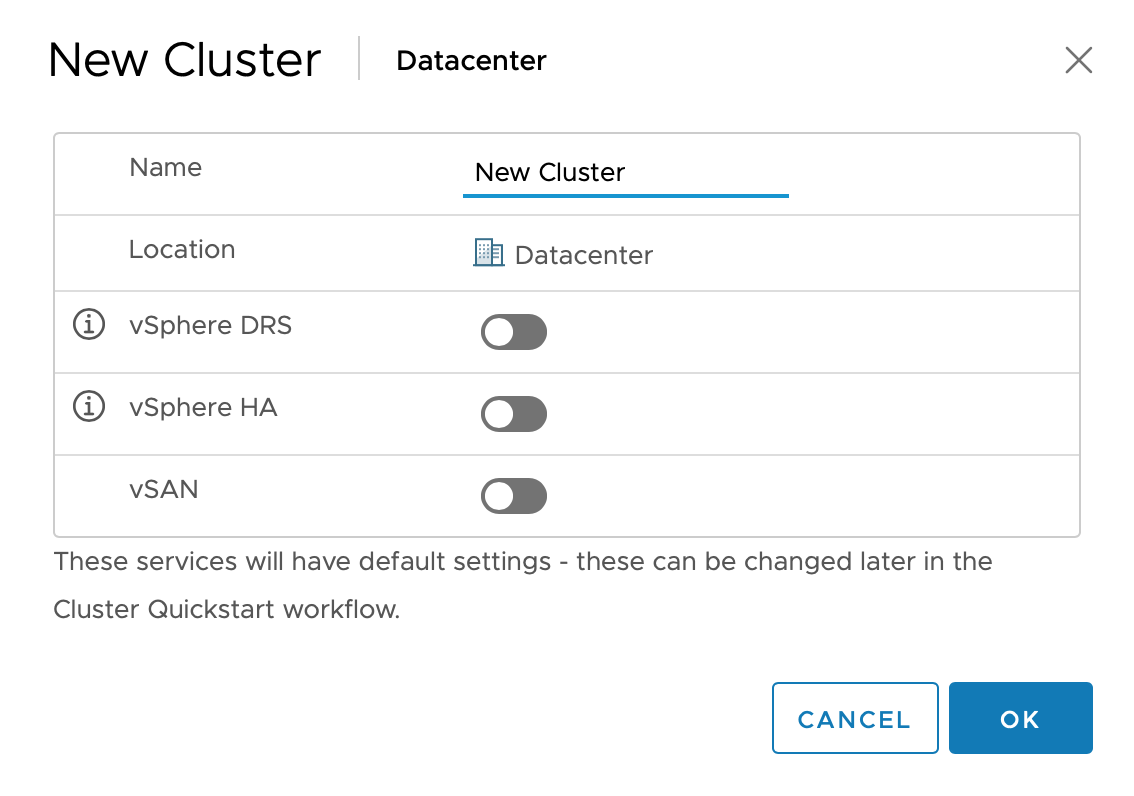 New Cluster
Datacenter
Name
New Cluster
Location
Datacenter
vSphere DRS
vSphere HA
vSAN
These services will have default settings - these can be changed later in the
Cluster Quickstart workflow.
CANCEL
OK